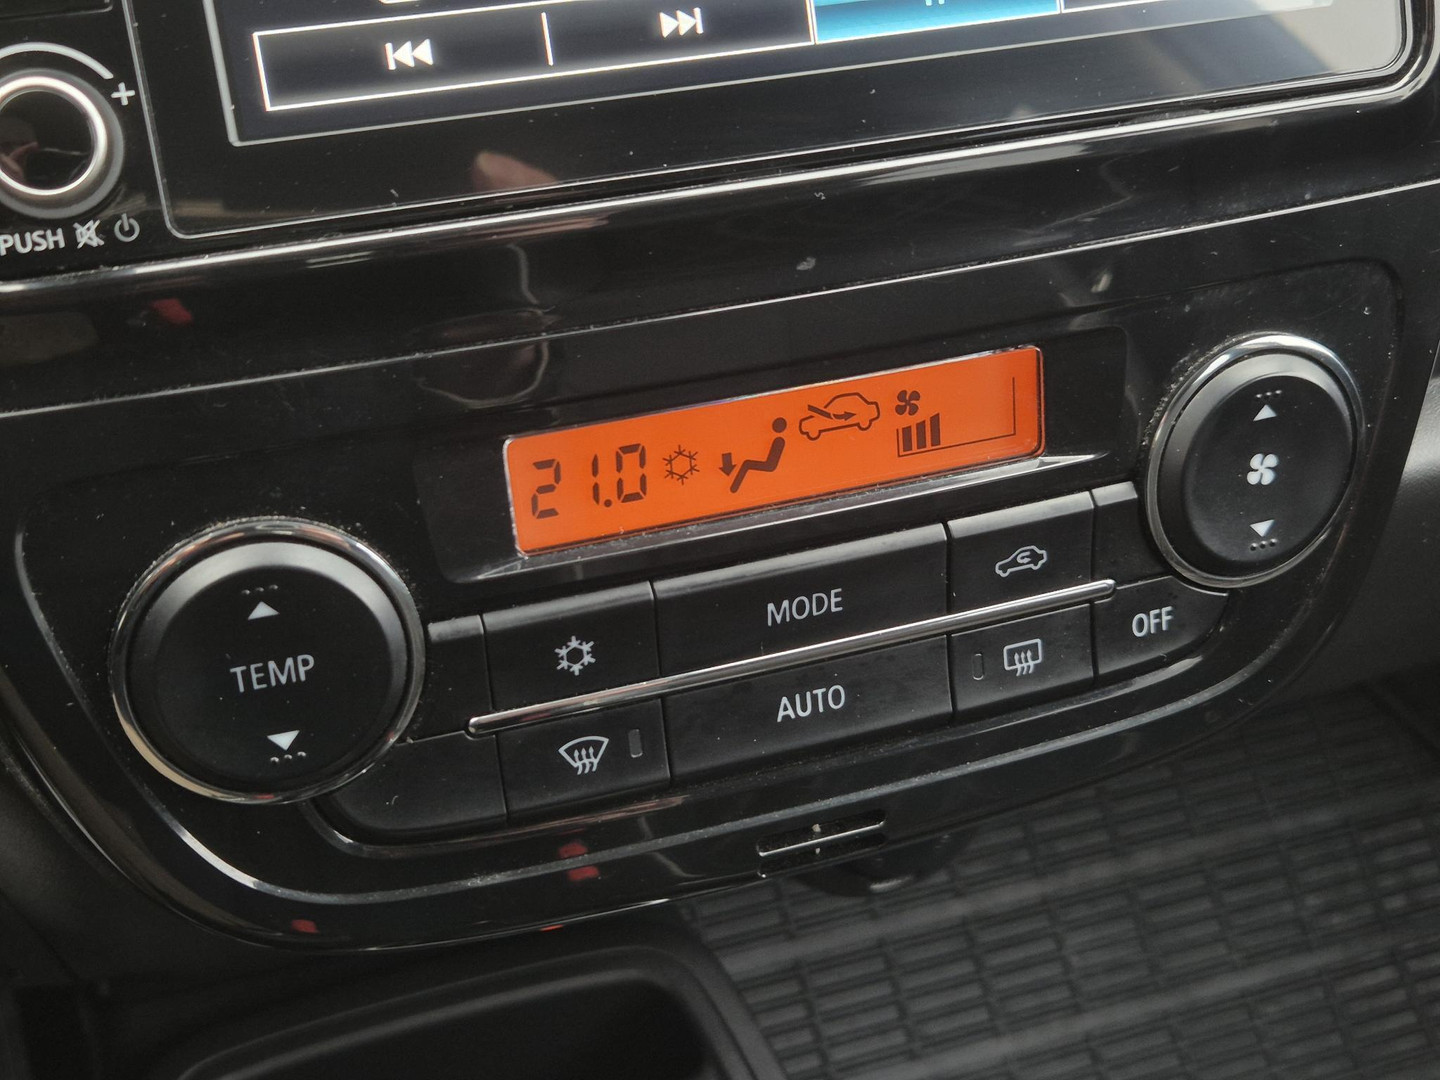 +
PUSH
21.0
TEMP
MODE
AUTO
OFF